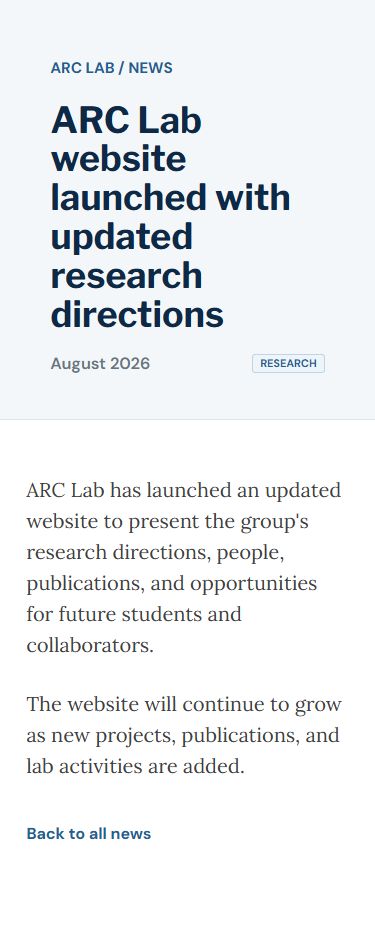 ARC LAB / NEWS
ARC Lab
website
launched with
updated
research
directions
August 2026
RESEARCH
ARC Lab has launched an updated
website to present the group's
research directions, people,
publications, and opportunities
for future students and
collaborators.
The website will continue to grow
as new projects, publications, and
lab activities are added.
Back to all news